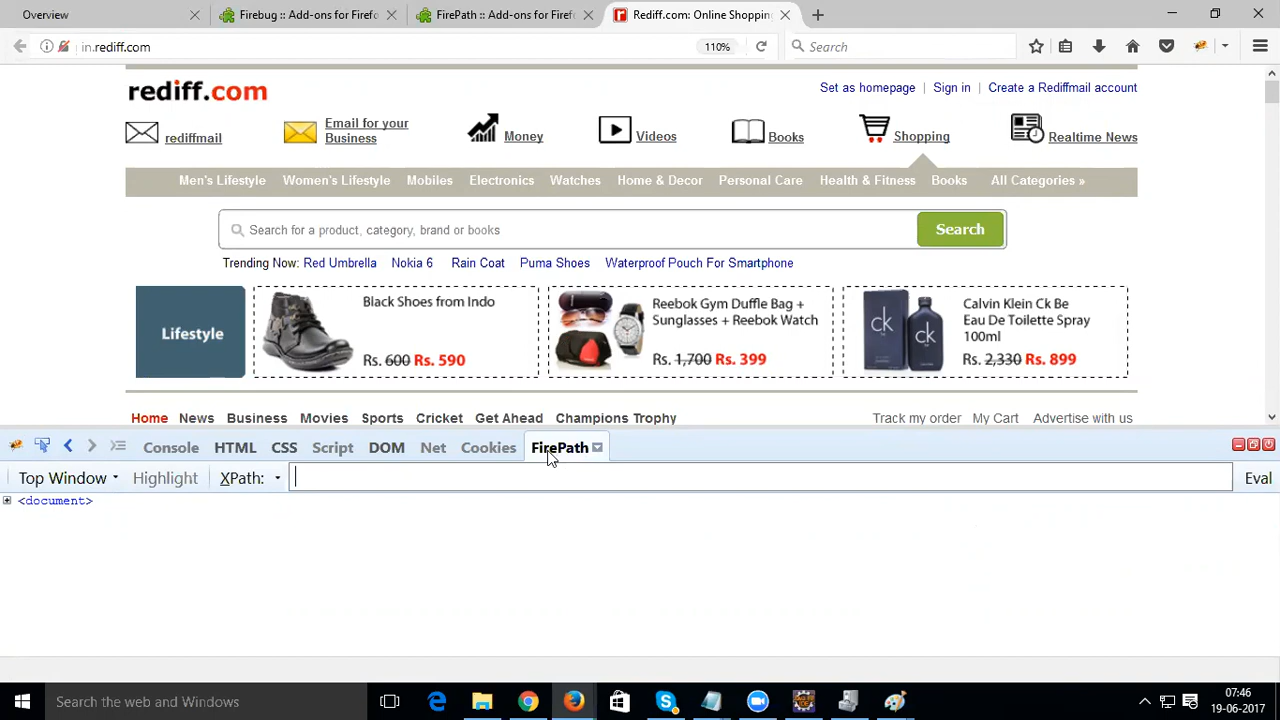 Overview
Firebug :: Add-ons for Firefo
FirePath :: Add-ons for Firef
Rediff.com: Online Shopping
in.rediff.com
110%
Search
rediff.com
Set as homepage | Sign in | Create a Rediffmail account
rediffmail
Email for your
Business
Money
Videos
Books
Shopping
Realtime News
Men's Lifestyle Women's Lifestyle Mobiles Electronics Watches Home & Decor Personal Care Health & Fitness Books All Categories »
Search for a product, category, brand or books
Search
Trending Now: Red Umbrella Nokia 6 Rain Coat Puma Shoes Waterproof Pouch For Smartphone
Lifestyle
Black Shoes from Indo
Rs. 600 Rs. 590
Reebok Gym Duffle Bag +
Sunglasses + Reebok Watch
Rs. 1,700 Rs. 399
ck
Calvin Klein Ck Be
Eau De Toilette Spray
100ml
Rs. 2,330 Rs. 899
Home News Business Movies Sports Cricket Get Ahead Champions Trophy
Track my order My Cart Advertise with us
Console HTML CSS Script DOM Net Cookies FirePath
Top Window Highlight XPath: Eval
<document>
Search the web and Windows
07:46
19-06-2017